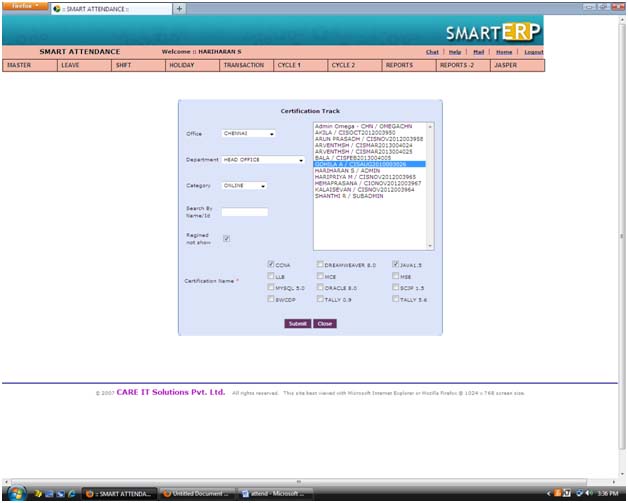 Firefox
:: SMART ATTENDANCE
SMARTERP
SMART ATTENDANCE Welcome :: HARIHARAN S Chat | Help | Mail | Home | Logout
MASTER LEAVE SHIFT HOLIDAY TRANSACTION CYCLE 1 CYCLE 2 REPORTS REPORTS -2 JASPER
Certification Track
Office CHENNAI
Department HEAD OFFICE
Category ONLINE
Search By
Name/Id
Regined
not show
Admin Omega - CHN / OMEGACHN
AKILA / CISOCT2012003950
ARUN PRASADH / CISNOV2012003958
ARVENTHSH / CISMAR2013004024
ARVENTHSH / CISMAR2013004025
BALA / CISFEB2013004005
GOHILA A / CISAUG2010003026
HARIHARAN S / ADMIN
HARIPRIYA M / CISNOV2012003965
HEMAPRASANA / CIONOV2012003967
KALAISEVAN / CISNOV2012003964
SHANTHI R / SUBADMIN
Certification Name *
CCNA DREAMWEAVER 8.0 JAVA1.5
LLB MCE MSE
MYSQL 5.0 ORACLE 8.0 SCJP 1.5
SWCDP TALLY 0.9 TALLY 5.6
Submit Close
© 2007 CARE IT Solutions Pvt. Ltd. All rights reserved. This site best viewed with Microsoft Internet Explorer or Mozilla Firefox @ 1024 x 768 screen size.
:: SMART ATTENDA... Untitled Document ... attend - Microsoft ... 3:36 PM